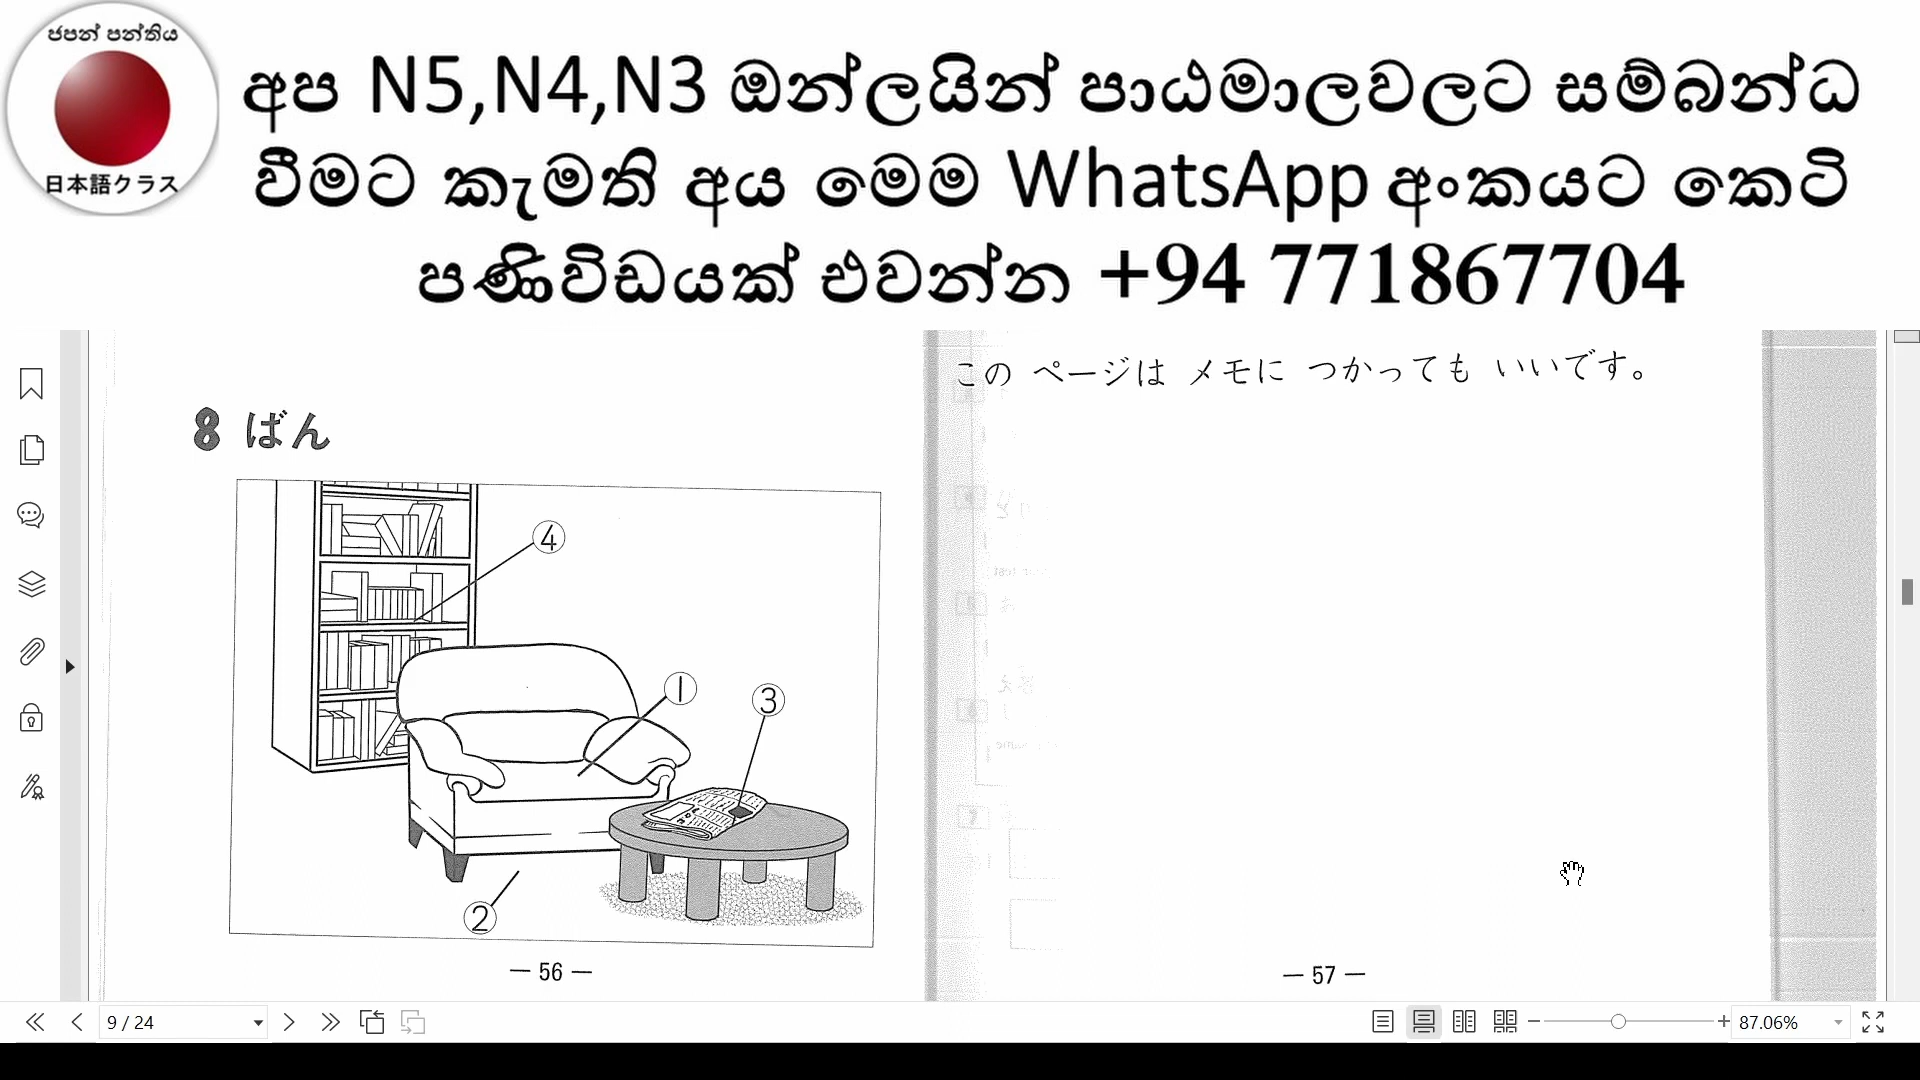 ජපන් පන්තිය
日本語クラス
අප N5,N4,N3 ඔන්ලයින් පාඨමාලවලට සම්බන්ධ
වීමට කැමති අය මෙම WhatsApp අංකයට කෙටි
පණිවිඩයක් එවන්න +94 771867704
8 ばん
④
①
③
②
— 56 —
この ページは メモに つかっても いいです。
— 57 —
9 / 24
87.06%